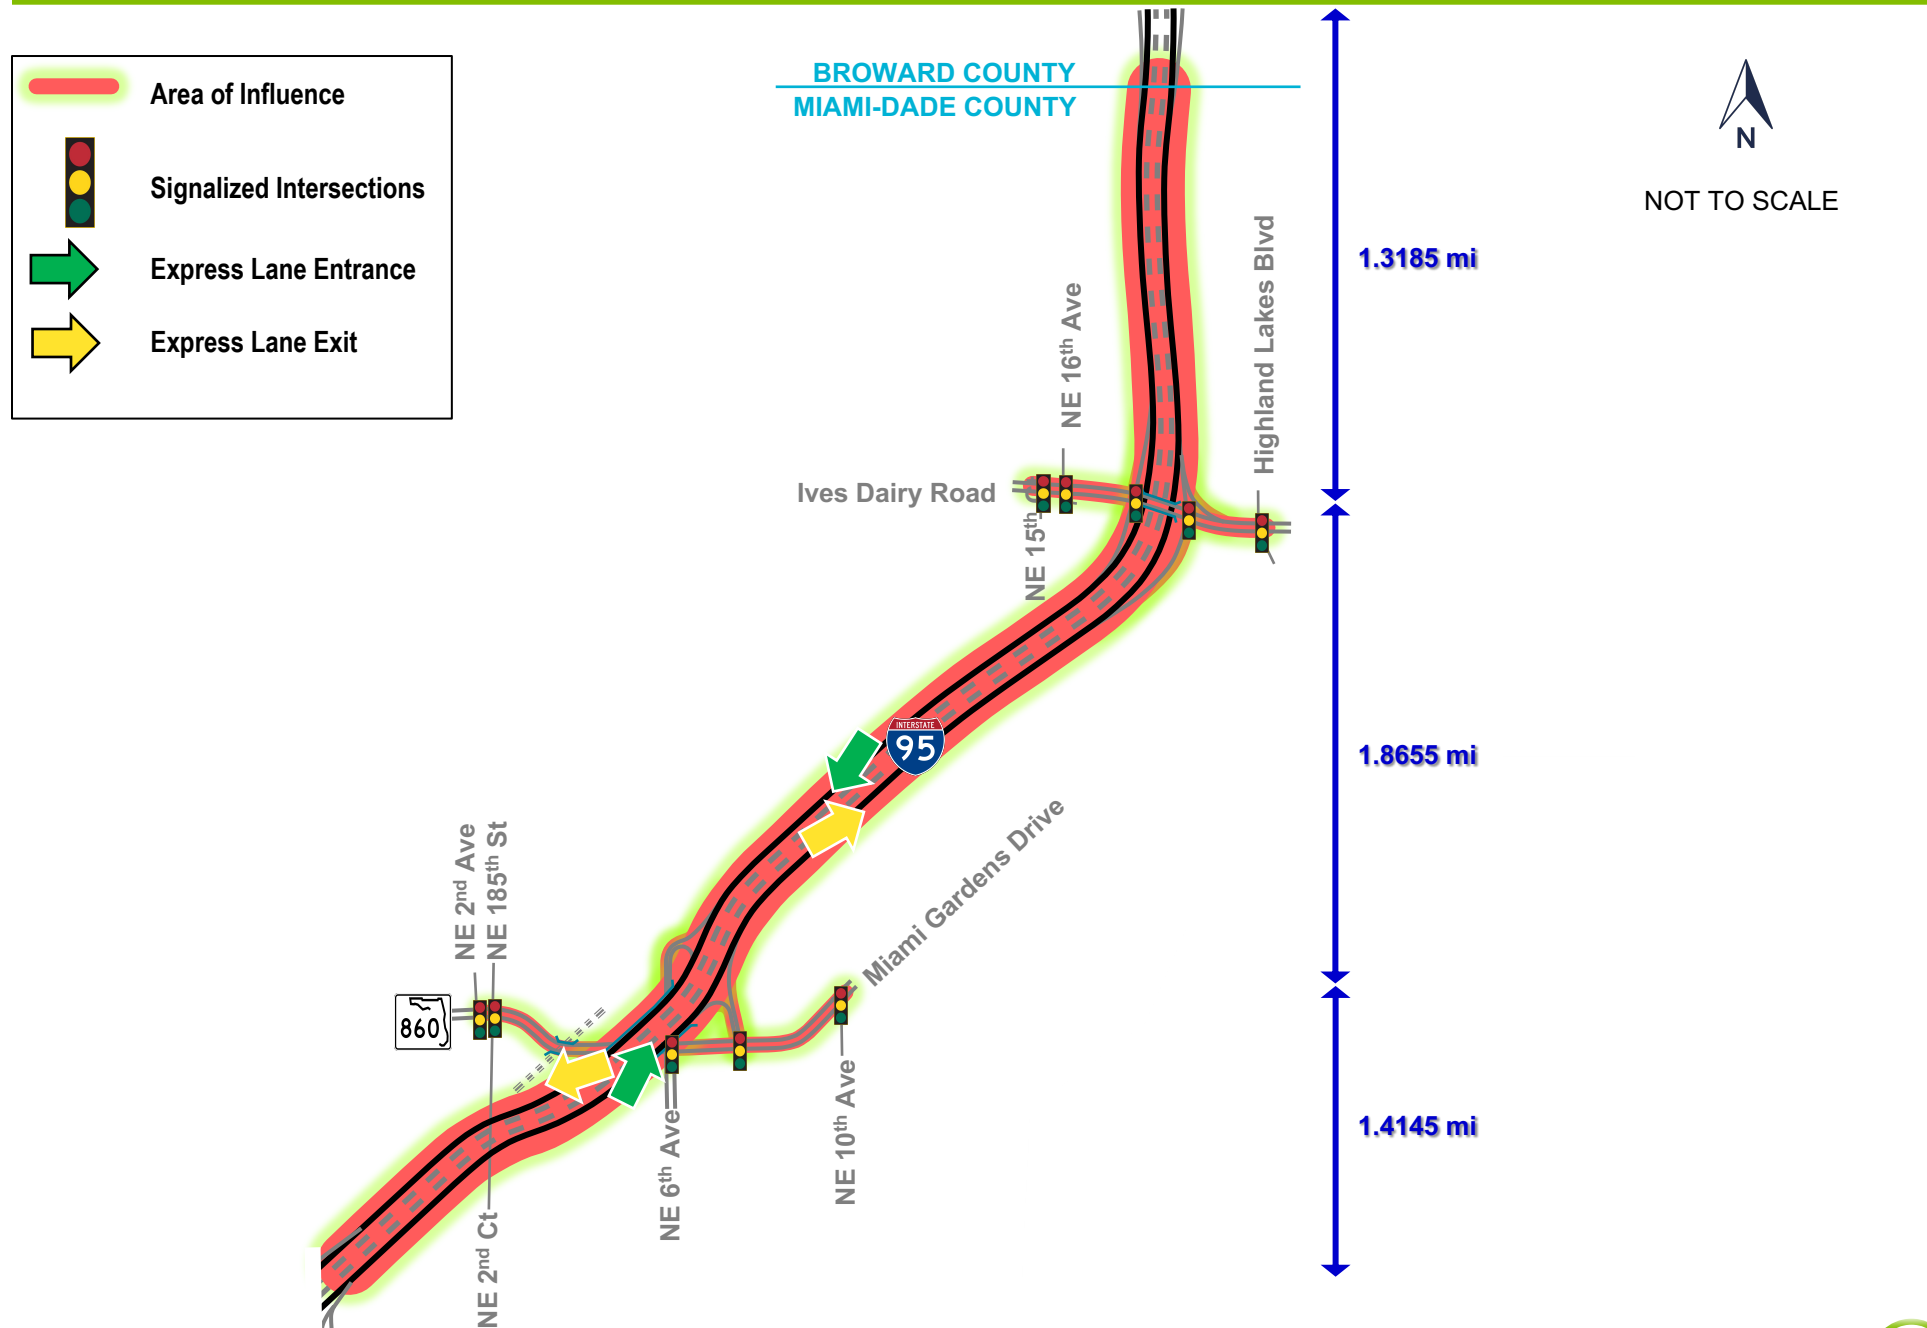 Area of Influence
Signalized Intersections
Express Lane Entrance
Express Lane Exit
BROWARD COUNTY
MIAMI-DADE COUNTY
N
NOT TO SCALE
1.3185 mi
Highland Lakes Blvd
NE 16th Ave
Ives Dairy Road
NE 15th
1.8655 mi
INTERSTATE
95
Miami Gardens Drive
NE 2nd Ave
NE 185th St
860
1.4145 mi
NE 10th Ave
NE 6th Ave
NE 2nd Ct